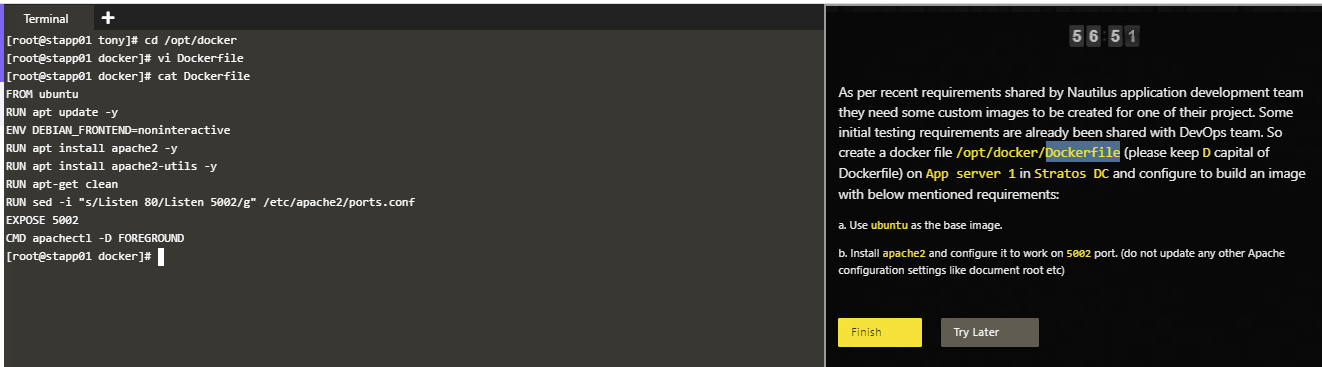 Terminal +
[root@stapp01 tony]# cd /opt/docker
[root@stapp01 docker]# vi Dockerfile
[root@stapp01 docker]# cat Dockerfile
FROM ubuntu
RUN apt update -y
ENV DEBIAN_FRONTEND=noninteractive
RUN apt install apache2 -y
RUN apt install apache2-utils -y
RUN apt-get clean
RUN sed -i "s/Listen 80/Listen 5002/g" /etc/apache2/ports.conf
EXPOSE 5002
CMD apachectl -D FOREGROUND
[root@stapp01 docker]#
56:51
As per recent requirements shared by Nautilus application development team
they need some custom images to be created for one of their project. Some
initial testing requirements are already been shared with DevOps team. So
create a docker file /opt/docker/Dockerfile (please keep D capital of
Dockerfile) on App server 1 in Stratos DC and configure to build an image
with below mentioned requirements:
a. Use ubuntu as the base image.
b. Install apache2 and configure it to work on 5002 port. (do not update any other Apache
configuration settings like document root etc)
Finish
Try Later